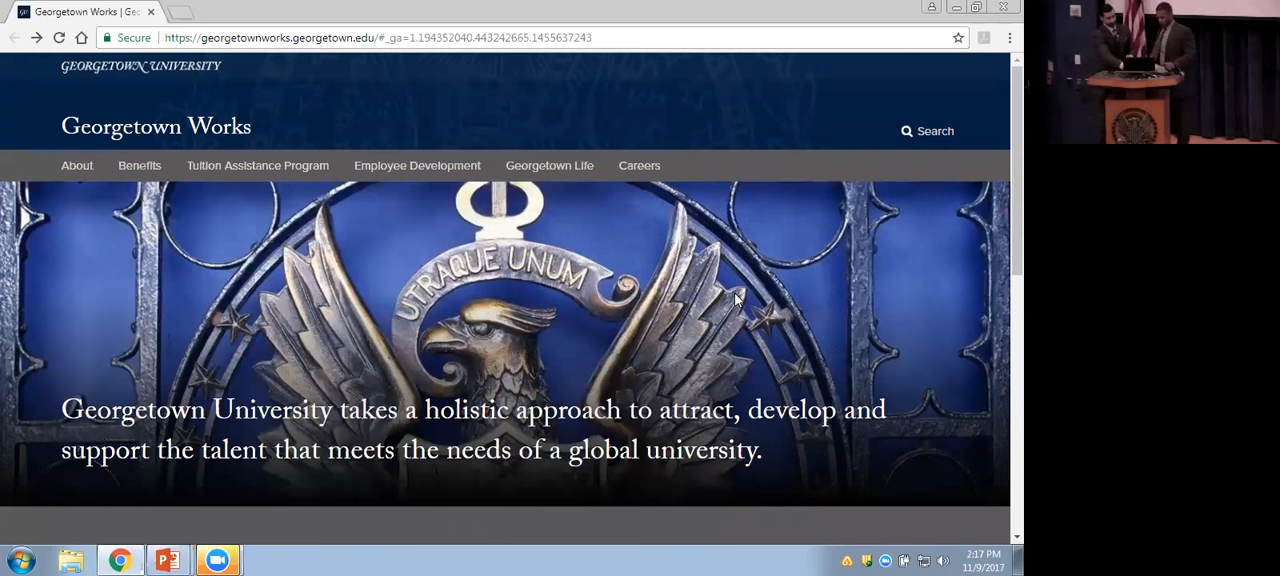 Georgetown Works | Geo
Secure
https://georgetownworks.georgetown.edu/#_ga=1.194352040.443242665.1455637243
GEORGETOWN UNIVERSITY
Georgetown Works
Search
About Benefits Tuition Assistance Program Employee Development Georgetown Life Careers
UTRAQUE UNUM
Georgetown University takes a holistic approach to attract, develop and
support the talent that meets the needs of a global university.
2:17 PM
11/9/2017